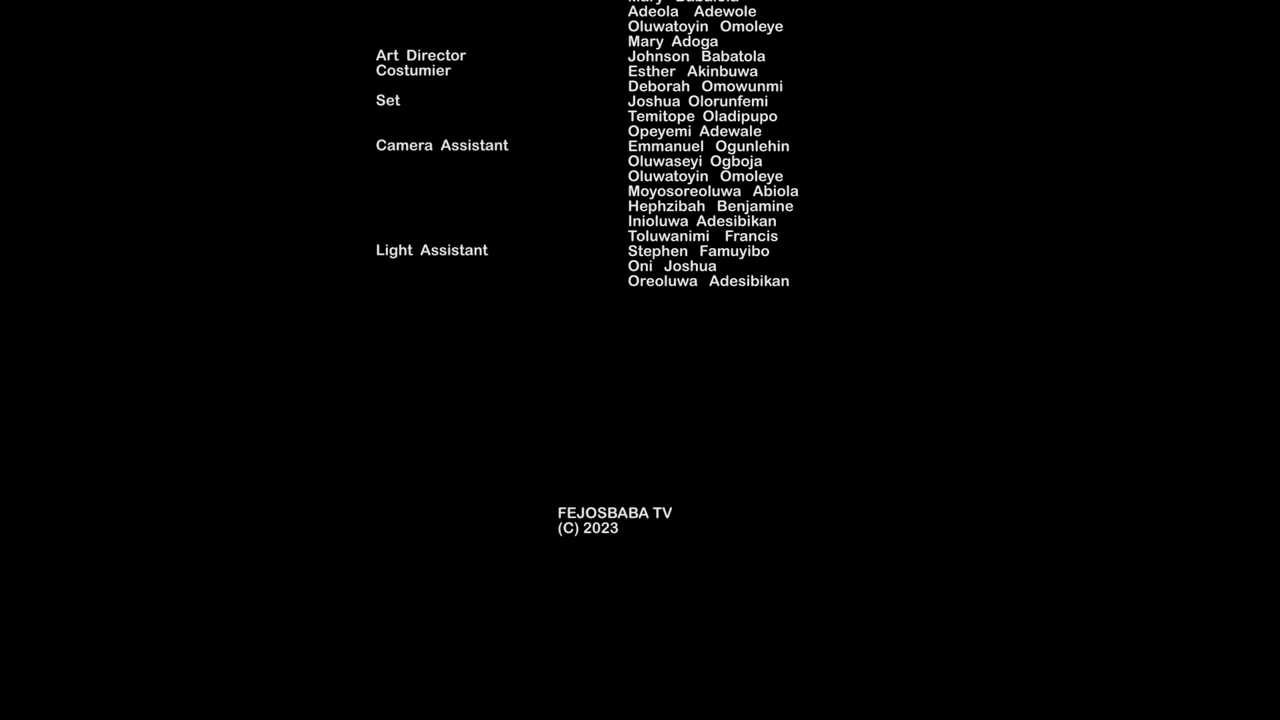 Adeola Adewole
Oluwatoyin Omoleye
Mary Adoga
Art Director Johnson Babatola
Costumier Esther Akinbuwa
Deborah Omowunmi
Set Joshua Olorunfemi
Temitope Oladipupo
Opeyemi Adewale
Camera Assistant Emmanuel Ogunlehin
Oluwaseyi Ogboja
Oluwatoyin Omoleye
Moyosoreoluwa Abiola
Hephzibah Benjamine
Inioluwa Adesibikan
Toluwanimi Francis
Light Assistant Stephen Famuyibo
Oni Joshua
Oreoluwa Adesibikan
FEJOSBABA TV
(C) 2023